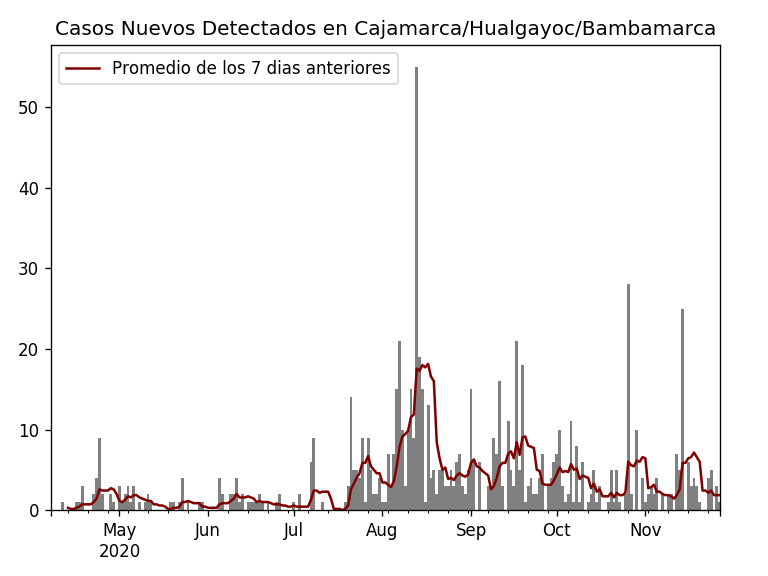 Casos Nuevos Detectados en Cajamarca/Hualgayoc/Bambamarca
Promedio de los 7 dias anteriores
50
40
30
20
10
0
May Jun Jul Aug Sep Oct Nov
2020